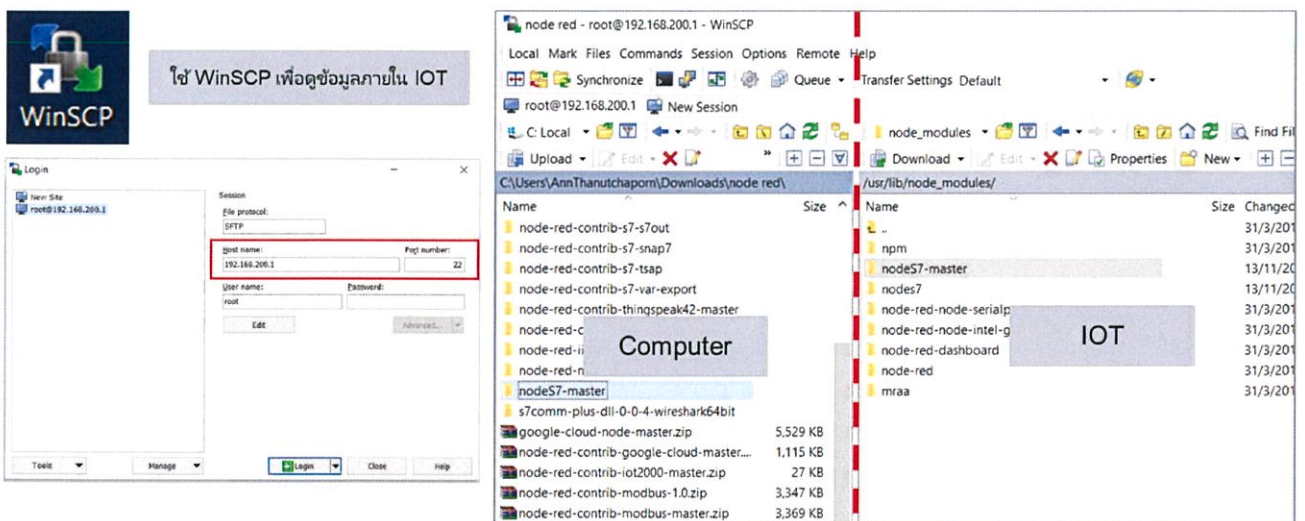 WinSCP
ใช้ WinSCP เพื่อดูข้อมูลภายใน IOT
Login
New Site
root@192.168.200.1
Session
File protocol:
SFTP
Host name:
Port number:
192.168.200.1
22
User name:
Password:
root
Edit
Advanced...
Tools
Manage
Login
Close
Help
node red - root@192.168.200.1 - WinSCP
Local Mark Files Commands Session Options Remote Help
Synchronize
Queue
Transfer Settings Default
root@192.168.200.1
New Session
C: Local
Upload
Edit
C:\Users\AnnThanutchaporn\Downloads\node red\
Name
Size
node-red-contrib-s7-s7out
node-red-contrib-s7-snap7
node-red-contrib-s7-tsap
node-red-contrib-s7-var-export
node-red-contrib-thingspeak42-master
node-red-c
node-red-ii
node-red-n
nodeS7-master
s7comm-plus-dll-0-0-4-wireshark64bit
google-cloud-node-master.zip 5,529 KB
node-red-contrib-google-cloud-master.... 1,115 KB
node-red-contrib-iot2000-master.zip 27 KB
node-red-contrib-modbus-1.0.zip 3,347 KB
node-red-contrib-modbus-master.zip 3,369 KB
Computer
node_modules
Find Fil
Download
Edit
Properties
New
/usr/lib/node_modules/
Name
Size
Changed
.. 31/3/201
npm 31/3/201
nodeS7-master 13/11/20
nodes7 13/11/20
node-red-node-serialp 31/3/201
node-red-node-intel-g 31/3/201
node-red-dashboard 31/3/201
node-red 31/3/201
mraa 31/3/201
IOT